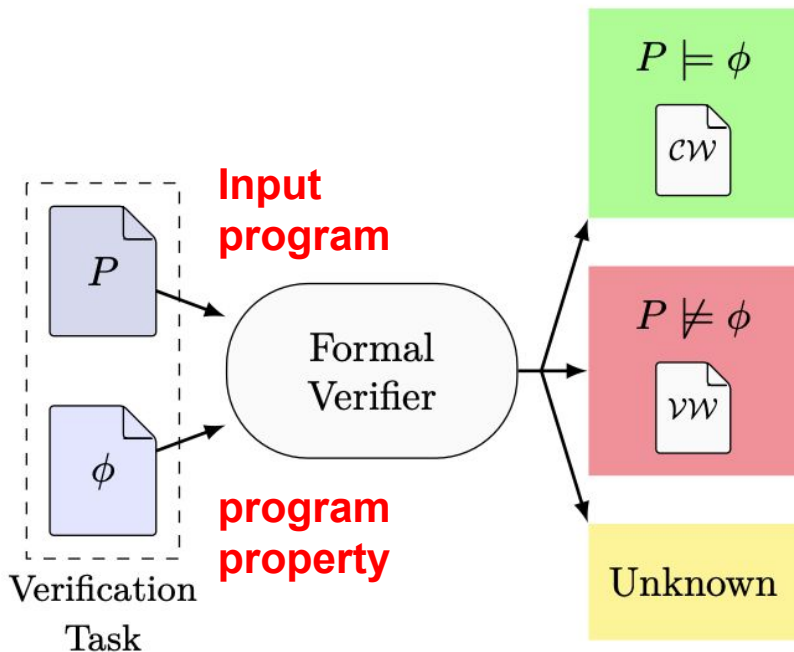 P
ϕ
Verification
Task
Input
program
program
property
Formal
Verifier
P ⊨ ϕ
CW
P ⊭ ϕ
VW
Unknown